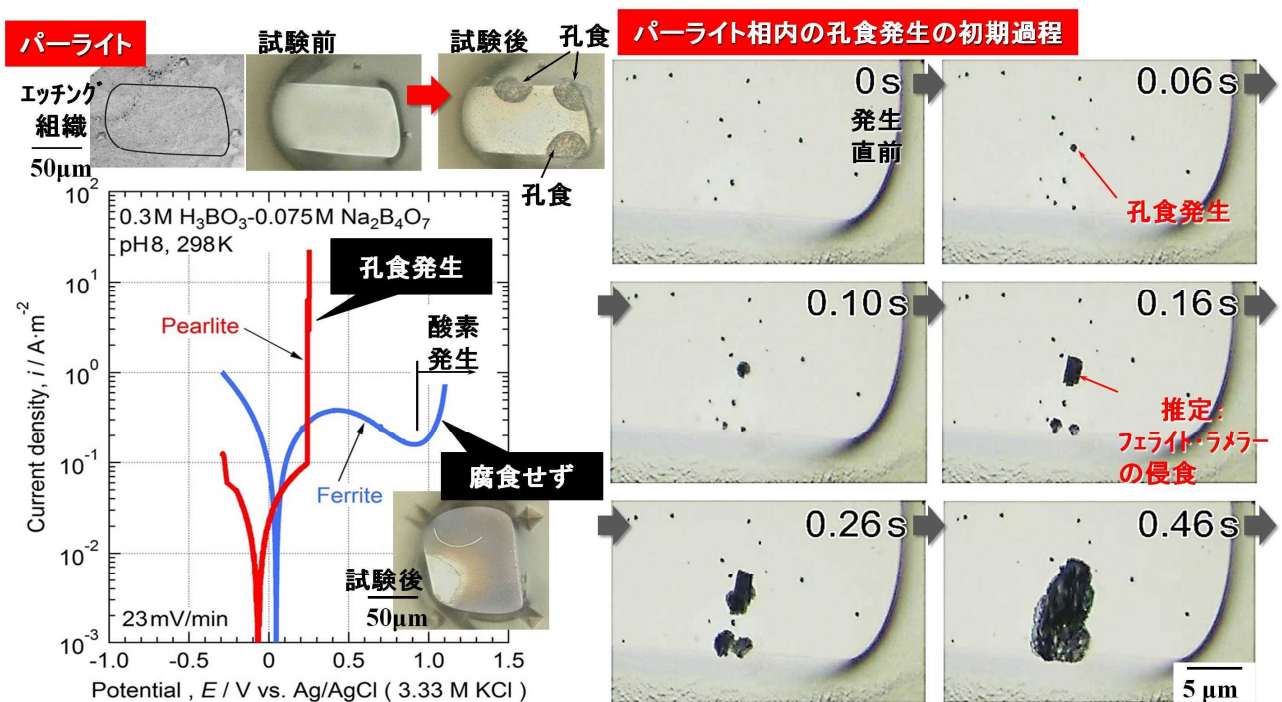 パーライト
試験前
試験後
孔食
エッチング
組織
50μm
孔食
10²
10¹
10⁰
10⁻¹
10⁻²
10⁻³
Current density, i / A·m⁻²
0.3M H₃BO₃-0.075M Na₂B₄O₇
pH8, 298K
孔食発生
Pearlite
酸素
発生
Ferrite
腐食せず
試験後
50μm
23mV/min
-1.0 -0.5 0 0.5 1.0 1.5
Potential , E / V vs. Ag/AgCl ( 3.33 M KCl )
パーライト相内の孔食発生の初期過程
0s
発生
直前
0.06s
孔食発生
0.10s
0.16s
推定:
フェライト・ラメラー
の侵食
0.26s
0.46s
5 μm